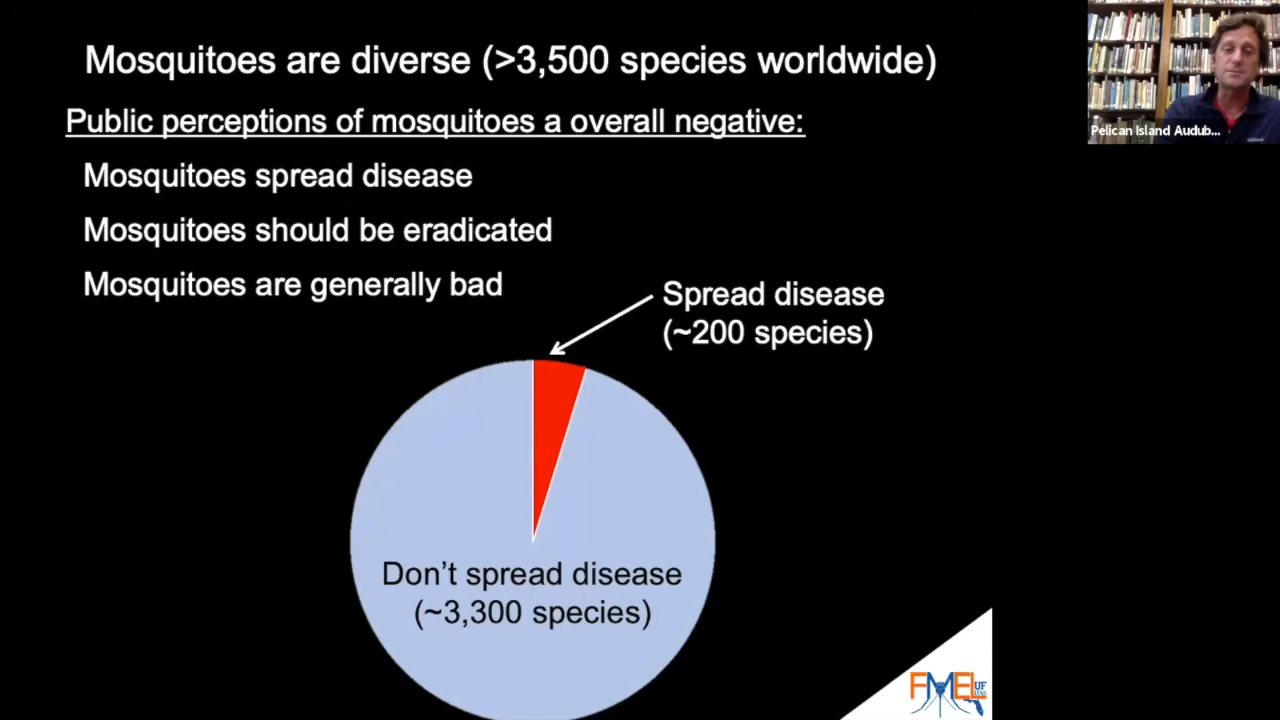 Mosquitoes are diverse (>3,500 species worldwide)
Public perceptions of mosquitoes a overall negative:
Mosquitoes spread disease
Mosquitoes should be eradicated
Mosquitoes are generally bad
Spread disease
(~200 species)
Don't spread disease
(~3,300 species)
Pelican Island Audub...
FMEL
UF